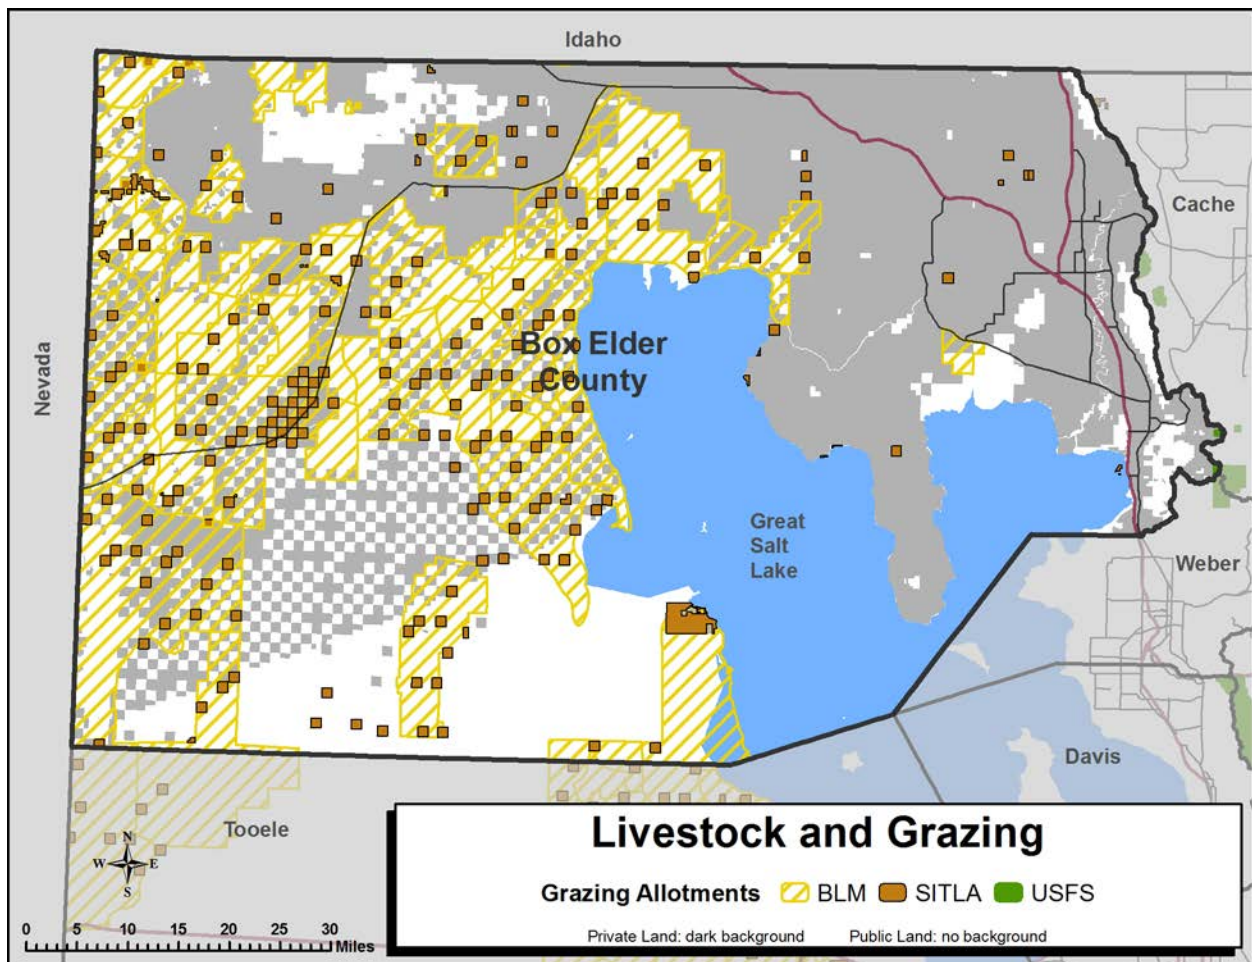 Idaho
Cache
Nevada
Box Elder
County
Great
Salt
Lake
Weber
Davis
Tooele
N
W E
S
0 5 10 15 20 25 30
Miles
Livestock and Grazing
Grazing Allotments BLM SITLA USFS
Private Land: dark background Public Land: no background